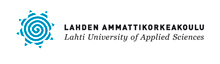 LAHDEN AMMATTIKORKEAKOULU
Lahti University of Applied Sciences